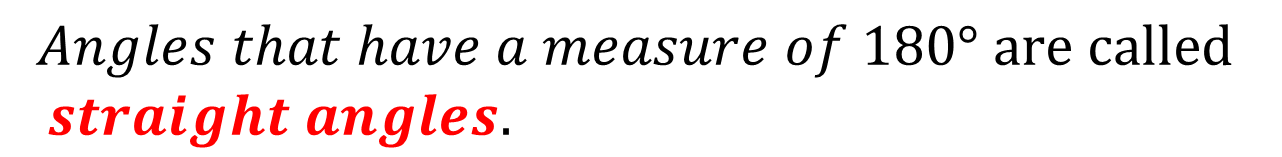 Angles that have a measure of 180° are called
straight angles.